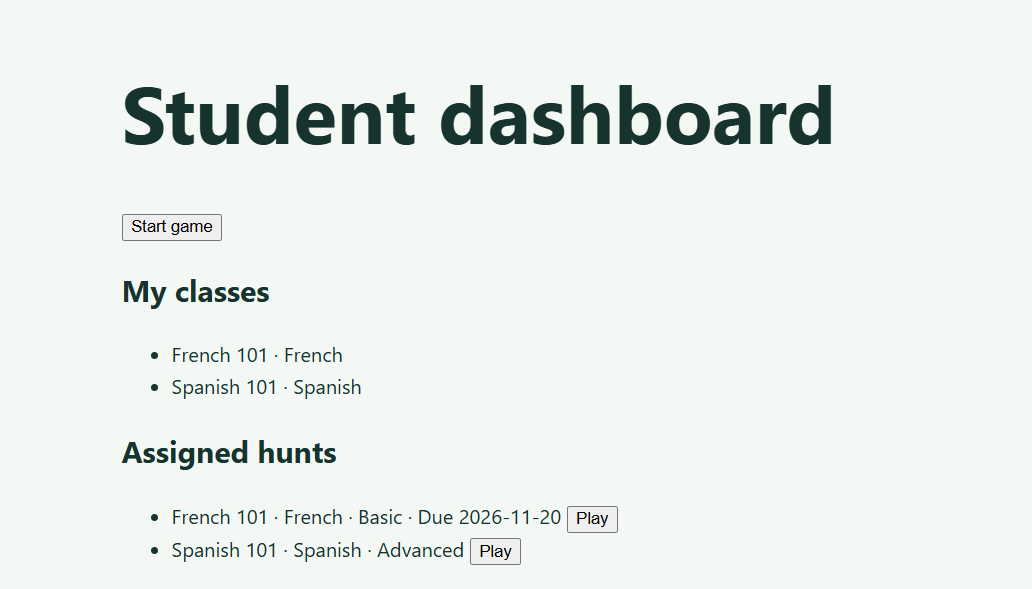 Student dashboard
Start game
My classes
French 101 · French
Spanish 101 · Spanish
Assigned hunts
French 101 · French · Basic · Due 2026-11-20 Play
Spanish 101 · Spanish · Advanced Play